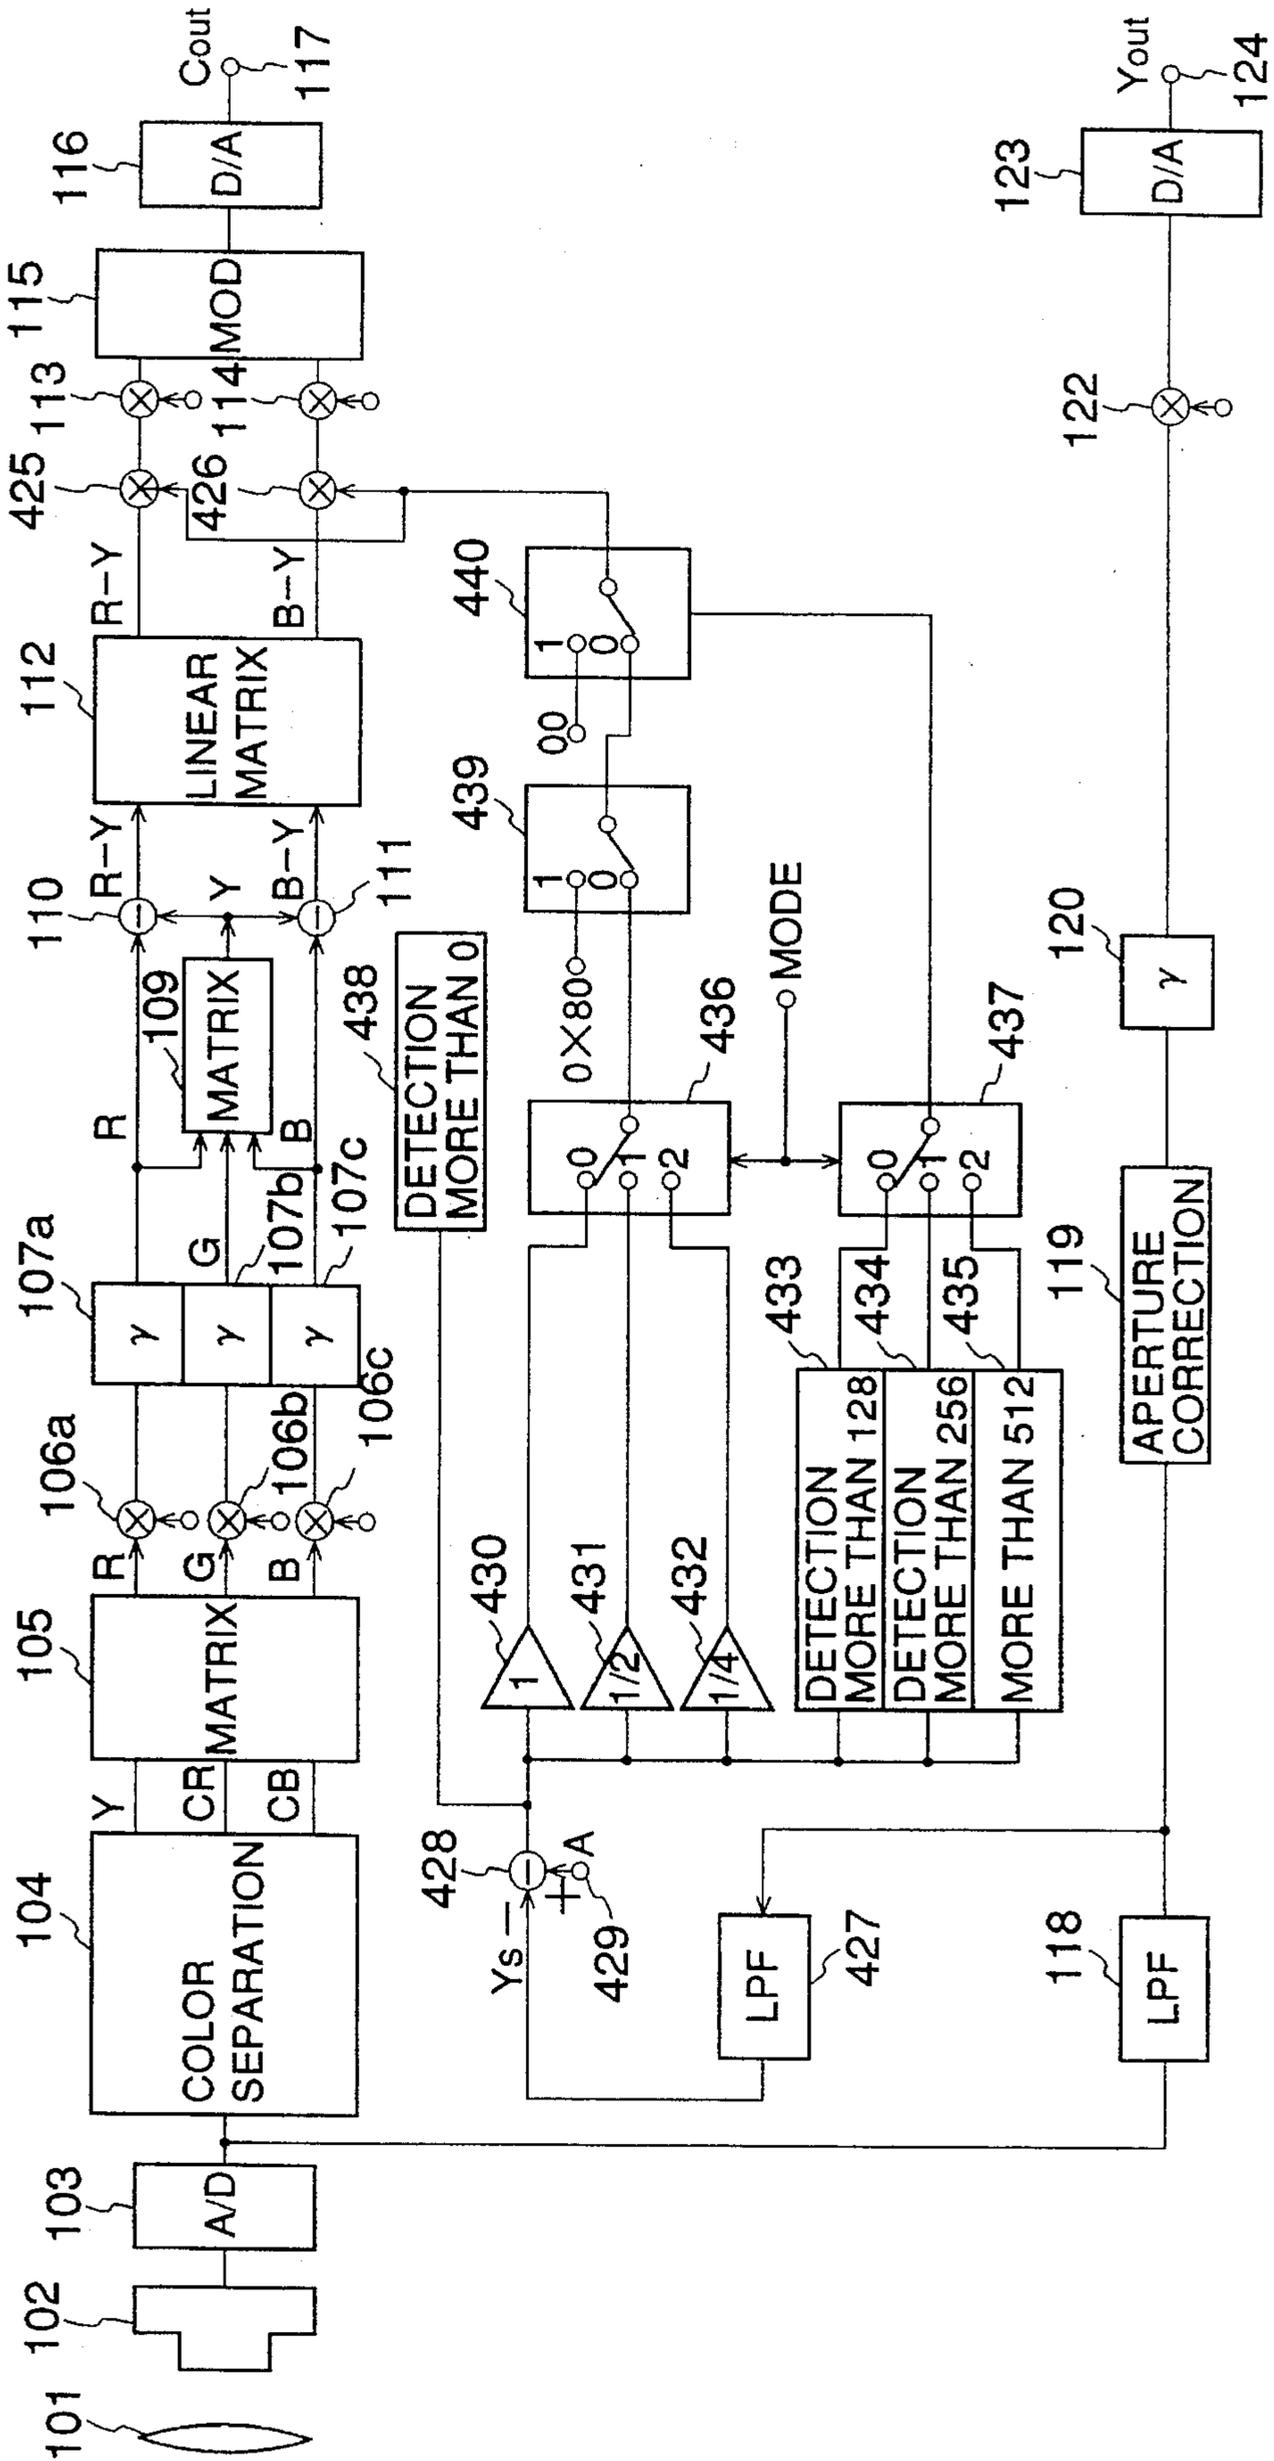 101
102
103
A/D
104
COLOR
SEPARATION
Y
CR
CB
105
MATRIX
R
G
B
106a
106b
106c
107a
107b
107c
γ
γ
γ
R
G
B
109
MATRIX
110
111
R-Y
Y
B-Y
112
LINEAR
MATRIX
R-Y
B-Y
425
426
113
114
115
MOD
116
D/A
Cout
117
438
DETECTION
MORE THAN 0
428
Ys
−
+
A
429
430
1
431
1/2
432
1/4
433
DETECTION
MORE THAN 128
434
DETECTION
MORE THAN 256
435
MORE THAN 512
436
0
1
2
437
0
1
2
MODE
439
0×80
1
0
440
00
1
0
427
LPF
118
LPF
119
APERTURE
CORRECTION
120
γ
122
123
D/A
Yout
124